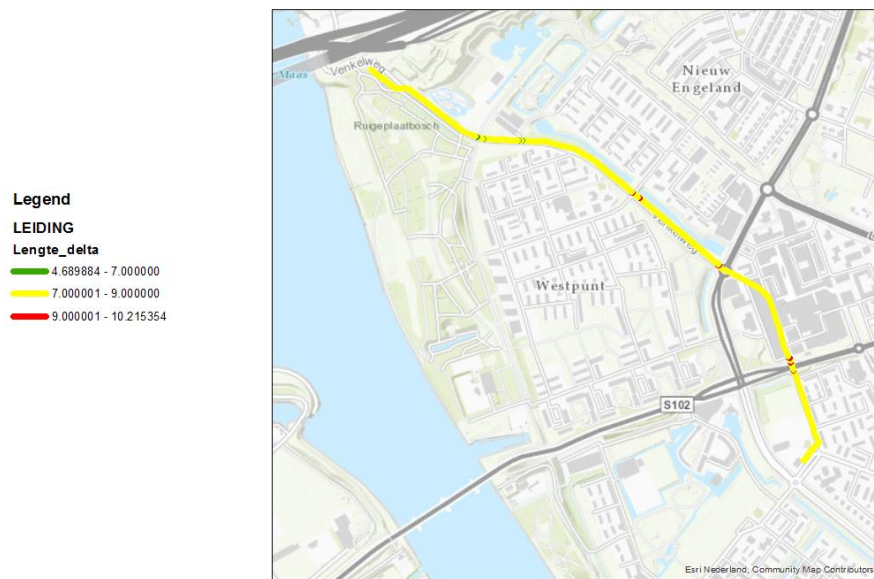 Legend
LEIDING
Lengte_delta
4.689884 - 7.000000
7.000001 - 9.000000
9.000001 - 10.215354
Maas
Venkelweg
Nieuw
Engeland
Ruigeplaatbosch
Venkelweg
Westpunt
S102
Esri Nederland, Community Map Contributors